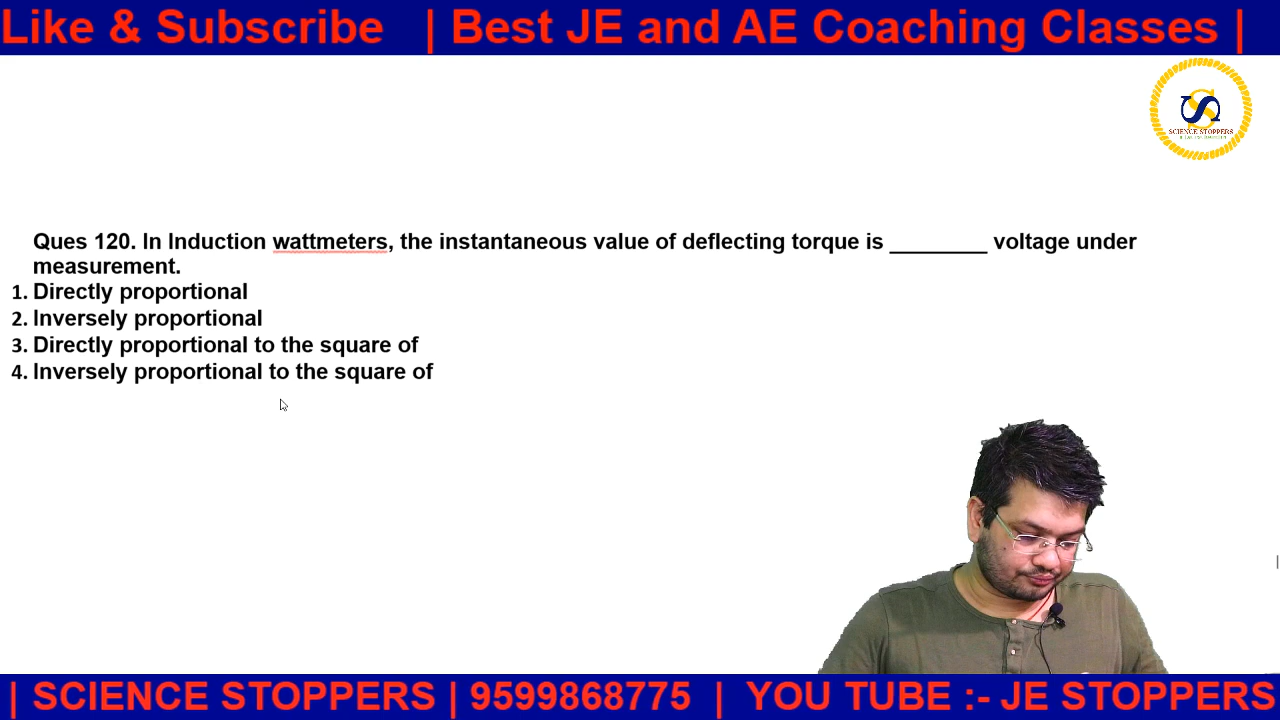 Like & Subscribe | Best JE and AE Coaching Classes |
SCIENCE STOPPERS
Ques 120. In Induction wattmeters, the instantaneous value of deflecting torque is ________ voltage under
measurement.
1. Directly proportional
2. Inversely proportional
3. Directly proportional to the square of
4. Inversely proportional to the square of
| SCIENCE STOPPERS | 9599868775 | YOU TUBE :- JE STOPPERS